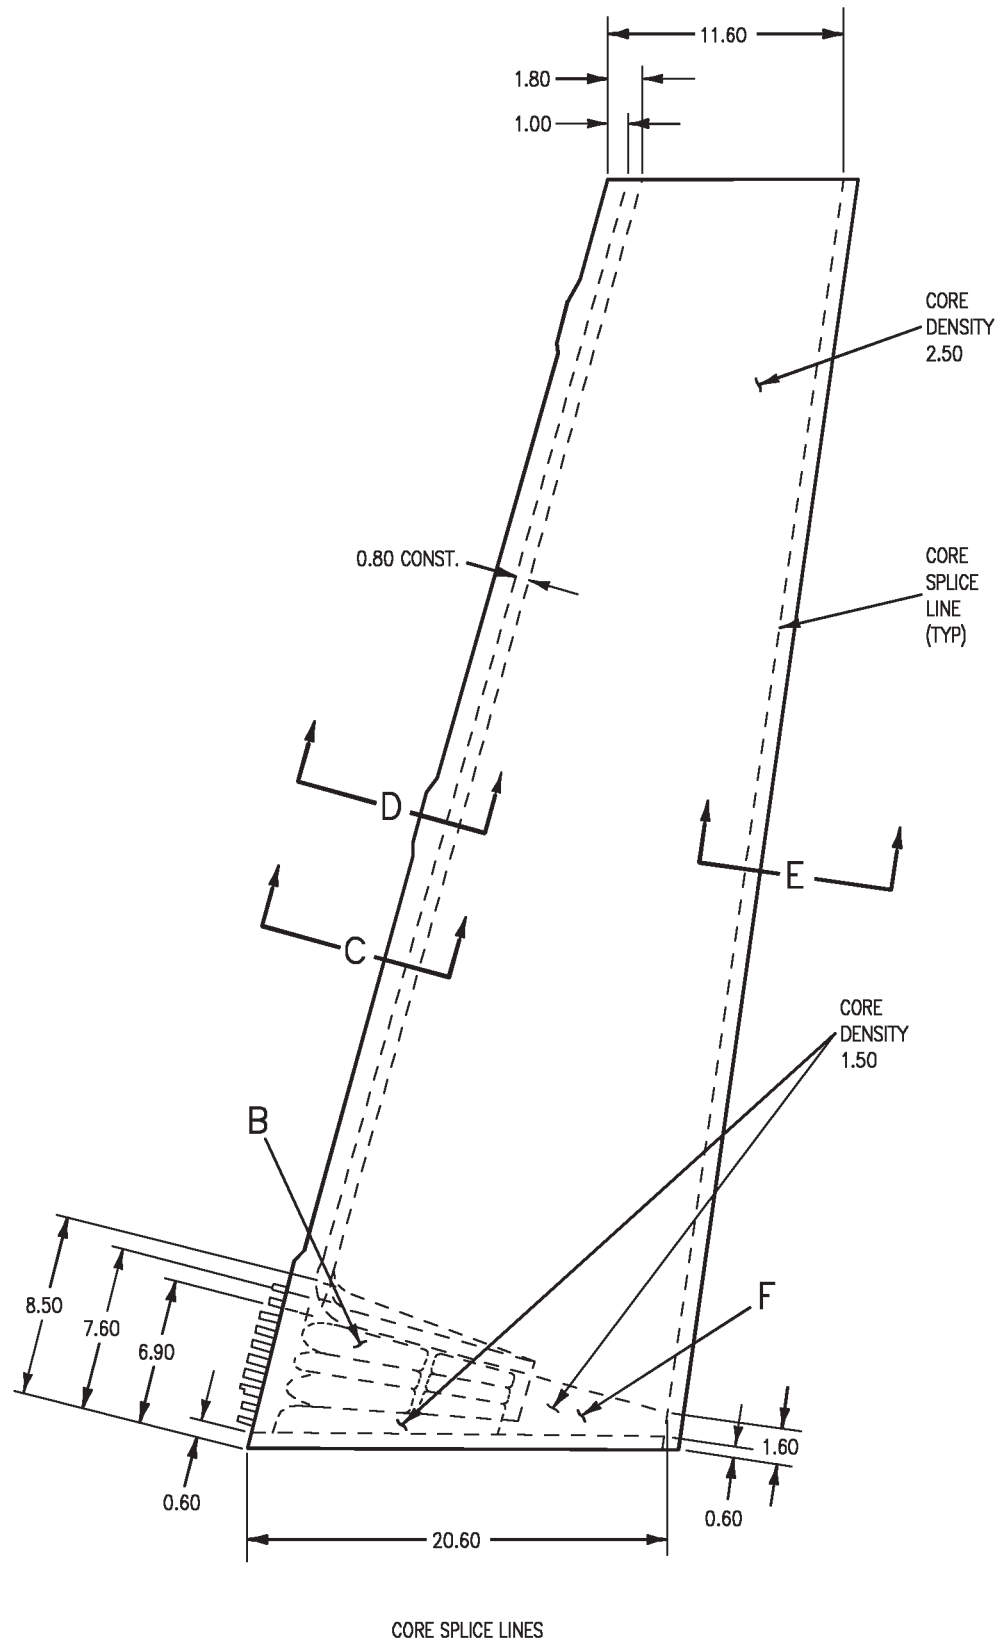 11.60
1.80
1.00
CORE
DENSITY
2.50
0.80 CONST.
CORE
SPLICE
LINE
(TYP)
D
E
C
CORE
DENSITY
1.50
B
F
8.50
7.60
6.90
1.60
0.60
0.60
20.60
CORE SPLICE LINES